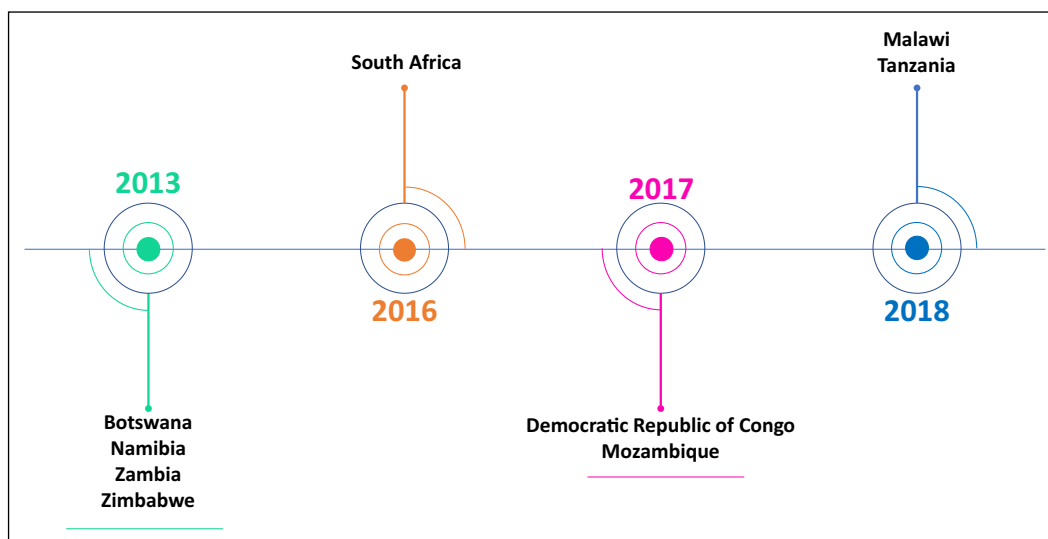 South Africa
Malawi
Tanzania
2013
2017
2016
2018
Botswana
Namibia
Zambia
Zimbabwe
Democratic Republic of Congo
Mozambique